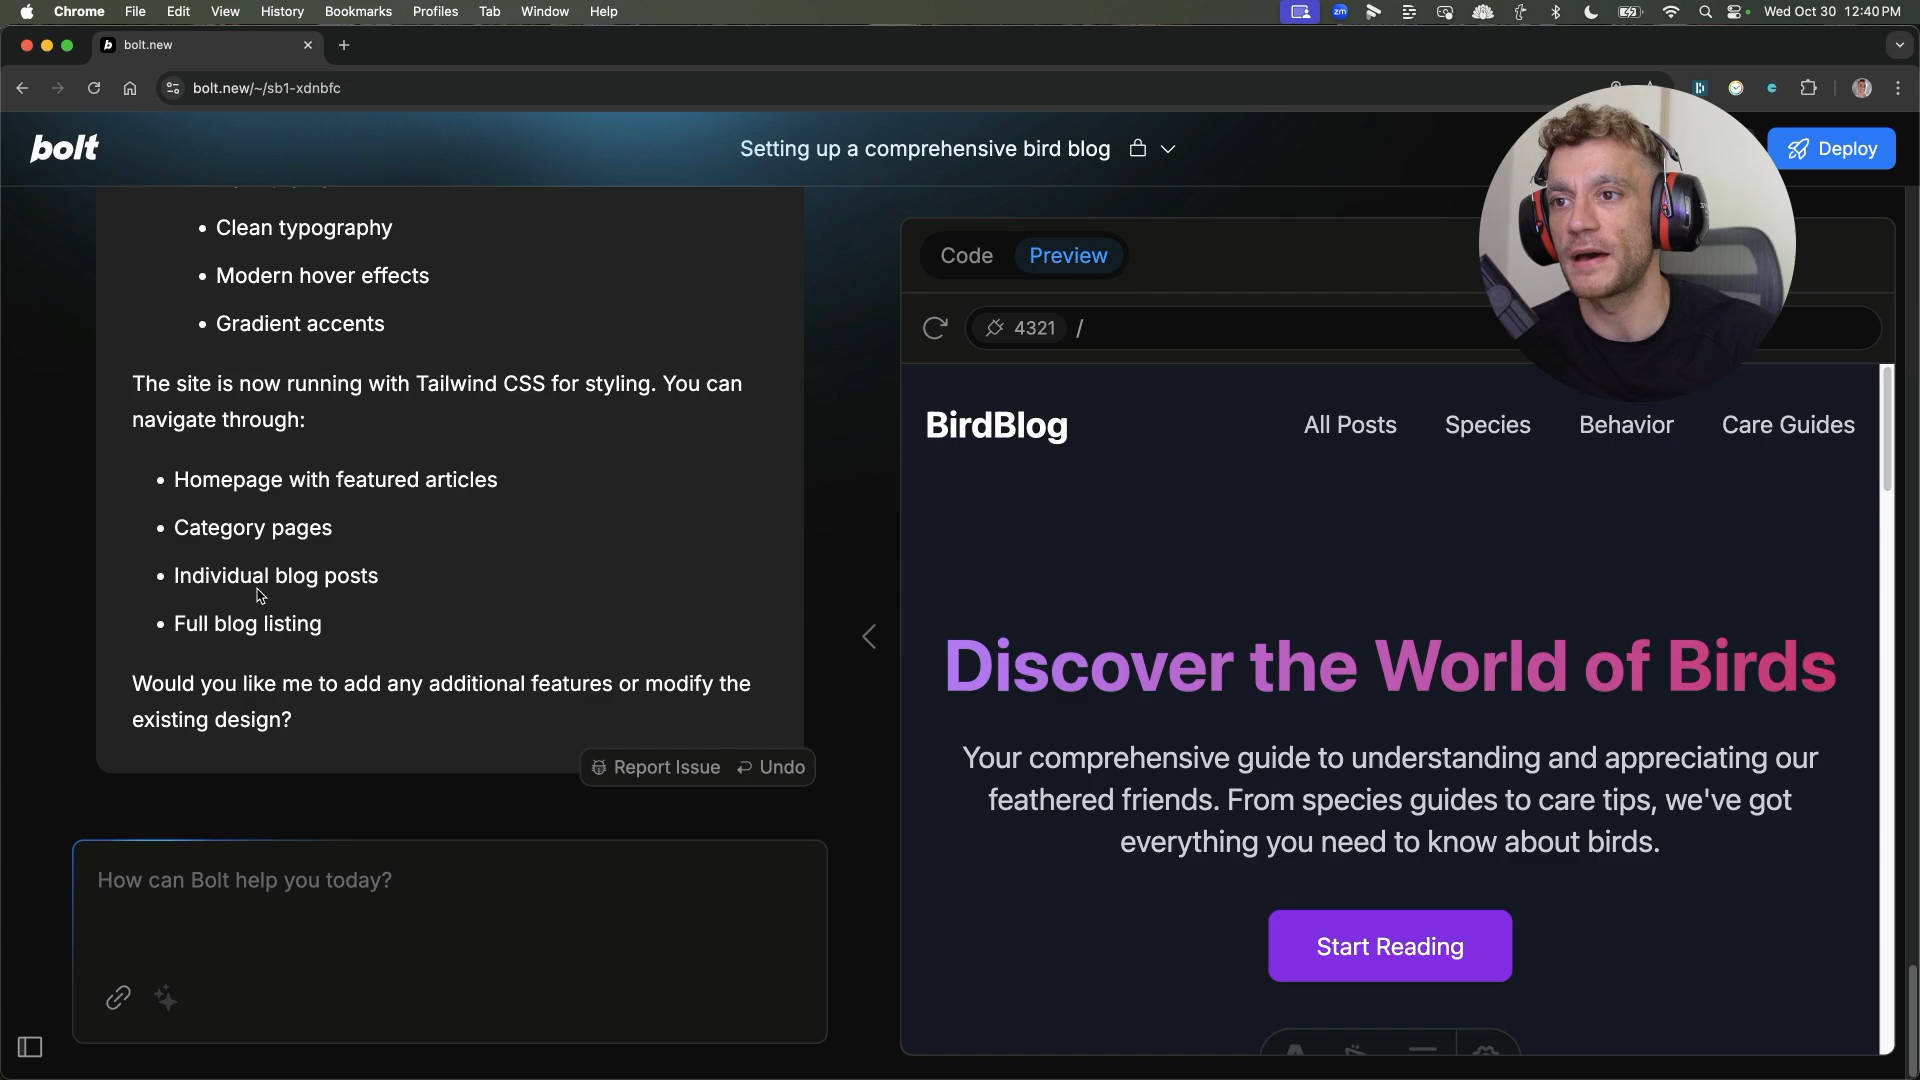 Chrome File Edit View History Bookmarks Profiles Tab Window Help
zm
Wed Oct 30 12:40 PM
b bolt.new
bolt.new/~/sb1-xdnbfc
bolt
Setting up a comprehensive bird blog
Deploy
• Clean typography
• Modern hover effects
• Gradient accents
The site is now running with Tailwind CSS for styling. You can
navigate through:
• Homepage with featured articles
• Category pages
• Individual blog posts
• Full blog listing
Would you like me to add any additional features or modify the
existing design?
Report Issue Undo
How can Bolt help you today?
Code Preview
4321 /
BirdBlog All Posts Species Behavior Care Guides
Discover the World of Birds
Your comprehensive guide to understanding and appreciating our
feathered friends. From species guides to care tips, we've got
everything you need to know about birds.
Start Reading